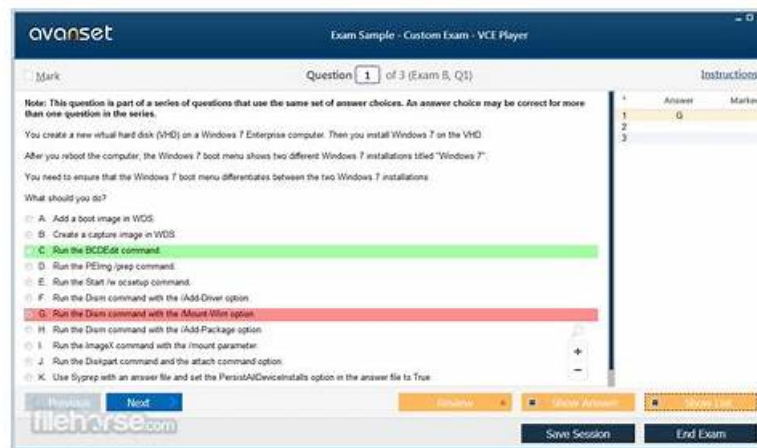 avanset
Exam Sample - Custom Exam - VCE Player
Mark
Question 1 of 3 (Exam B, Q1)
Instructions
Note: This question is part of a series of questions that use the same set of answer choices. An answer choice may be correct for more
than one question in the series.
You create a new virtual hard disk (VHD) on a Windows 7 Enterprise computer. Then you install Windows 7 on the VHD.
After you reboot the computer, the Windows 7 boot menu shows two different Windows 7 installations titled "Windows 7".
You need to ensure that the Windows 7 boot menu differentiates between the two Windows 7 installations.
What should you do?
A. Add a boot image in WDS.
B. Create a capture image in WDS.
C. Run the BCDEdit command.
D. Run the PEImg /prep command.
E. Run the Start /w ocsetup command.
F. Run the Dism command with the /Add-Driver option.
G. Run the Dism command with the /Mount-Wim option.
H. Run the Dism command with the /Add-Package option.
I. Run the ImageX command with the /mount parameter.
J. Run the Diskpart command and the attach command option.
K. Use Syprep with an answer file and set the PersistAllDeviceInstalls option in the answer file to True.
Answer Marked
1 G
2
3
+
−
Previous
Next
Review
Show Answer
Show List
filehorse.com
Save Session
End Exam